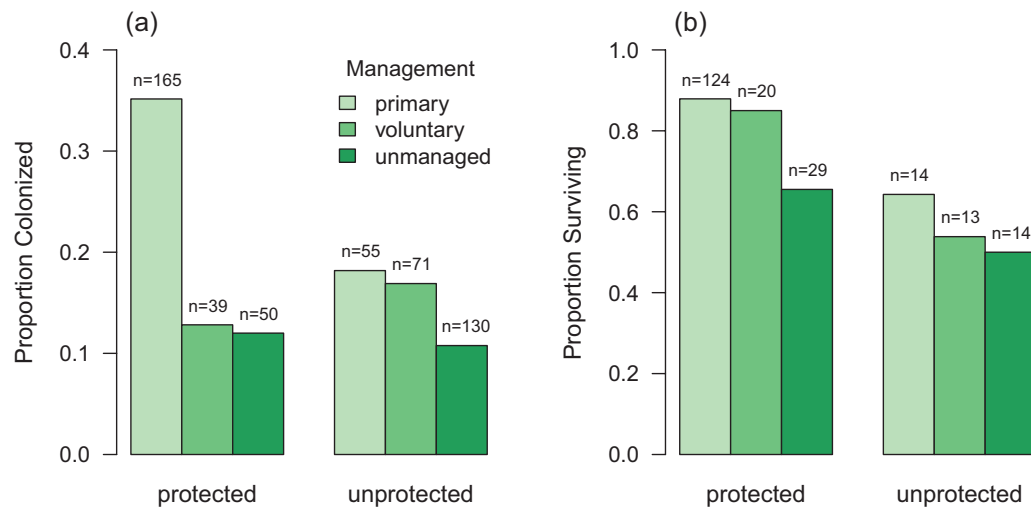 (a)
Proportion Colonized
0.4
0.3
0.2
0.1
0.0
n=165
n=39
n=50
n=55
n=71
n=130
Management
primary
voluntary
unmanaged
protected
unprotected
(b)
Proportion Surviving
1.0
0.8
0.6
0.4
0.2
0.0
n=124
n=20
n=29
n=14
n=13
n=14
protected
unprotected